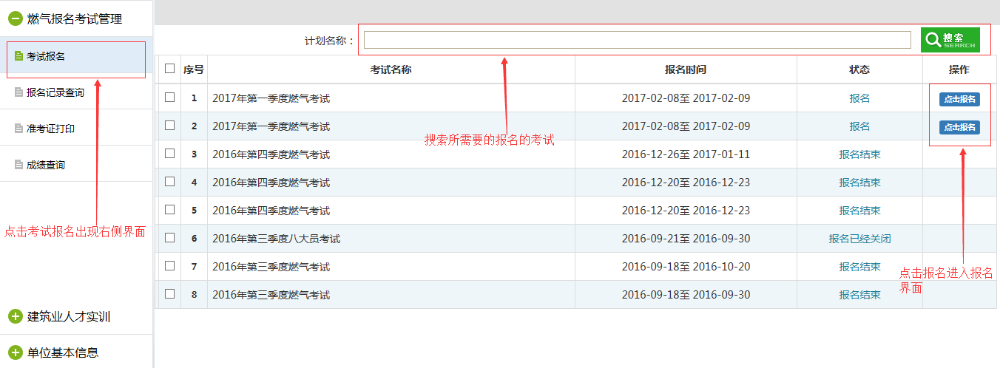 燃气报名考试管理
考试报名
报名记录查询
准考证打印
成绩查询
点击考试报名出现右侧界面
建筑业人才实训
单位基本信息
计划名称：
搜索
SEARCH
序号 考试名称 报名时间 状态 操作
1 2017年第一季度燃气考试 2017-02-08至 2017-02-09 报名 点击报名
2 2017年第一季度燃气考试 2017-02-08至 2017-02-09 报名 点击报名
搜索所需要的报名的考试
3 2016年第四季度燃气考试 2016-12-26至 2017-01-11 报名结束
4 2016年第四季度燃气考试 2016-12-20至 2016-12-23 报名结束
5 2016年第四季度燃气考试 2016-12-20至 2016-12-23 报名结束
6 2016年第三季度八大员考试 2016-09-21至 2016-09-30 报名已经关闭
7 2016年第三季度燃气考试 2016-09-18至 2016-10-20 报名结束
8 2016年第三季度燃气考试 2016-09-18至 2016-09-30 报名结束
点击报名进入报名
界面